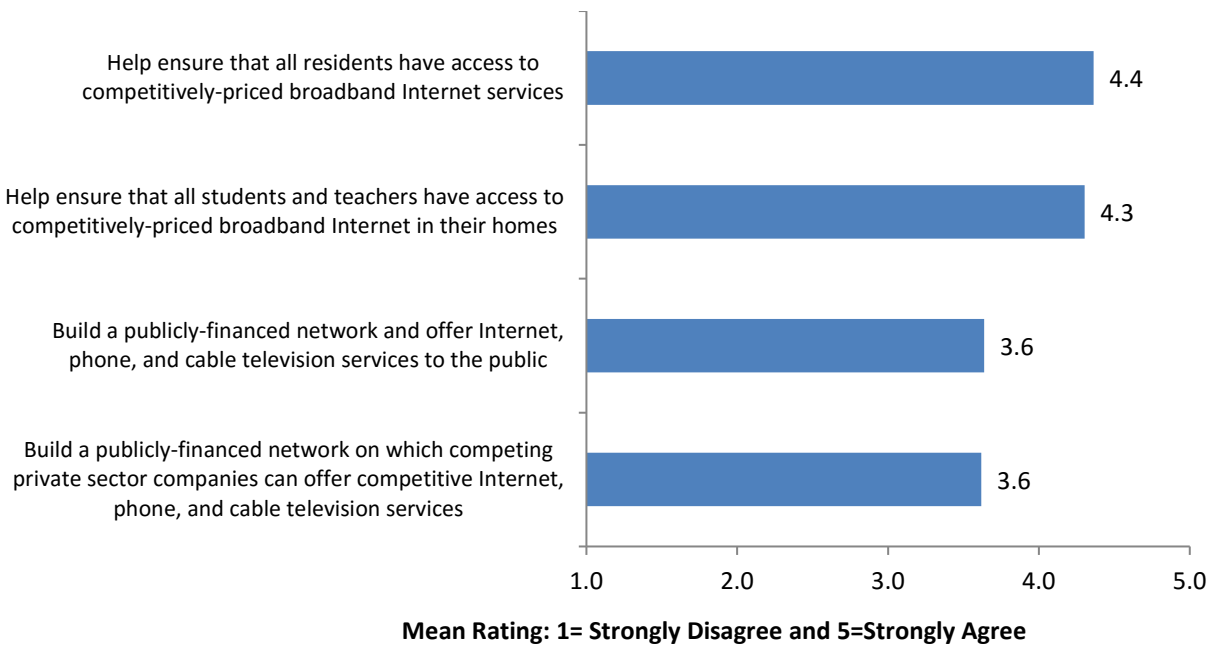 Help ensure that all residents have access to
competitively-priced broadband Internet services
4.4
Help ensure that all students and teachers have access to
competitively-priced broadband Internet in their homes
4.3
Build a publicly-financed network and offer Internet,
phone, and cable television services to the public
3.6
Build a publicly-financed network on which competing
private sector companies can offer competitive Internet,
phone, and cable television services
3.6
1.0 2.0 3.0 4.0 5.0
Mean Rating: 1= Strongly Disagree and 5=Strongly Agree